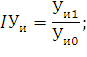 IУи = Уи1 / Уи0;